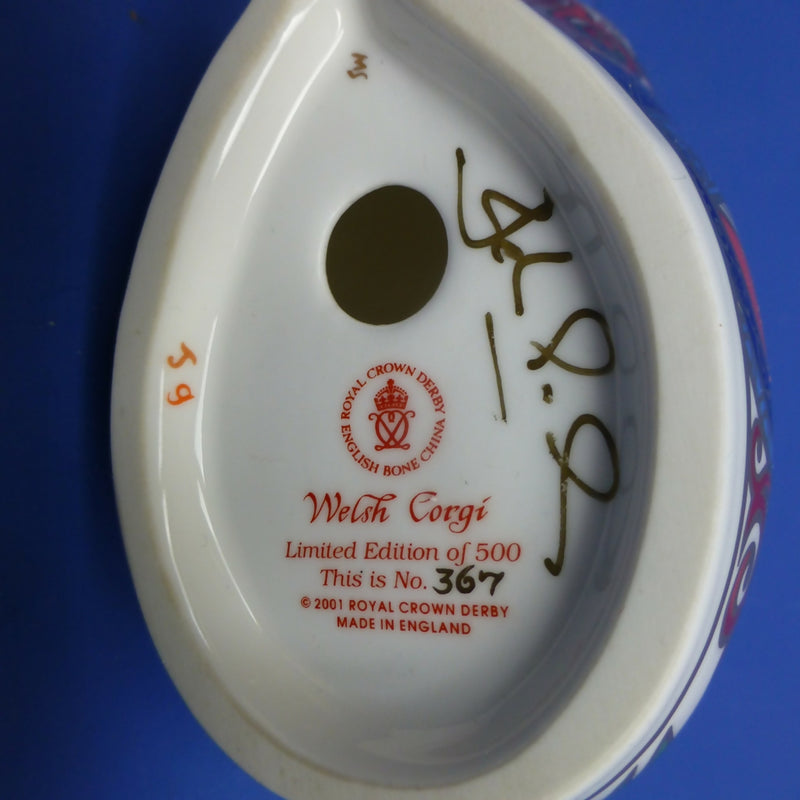 ROYAL CROWN DERBY
ENGLISH BONE CHINA
Welsh Corgi
Limited Edition of 500
This is No. 367
© 2001 ROYAL CROWN DERBY
MADE IN ENGLAND